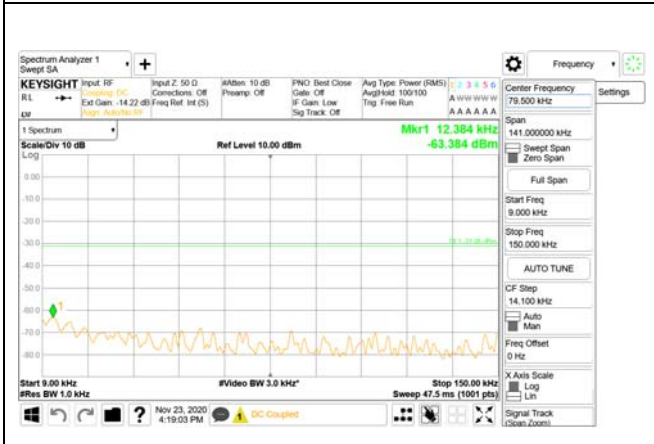 Spectrum Analyzer 1
Swept SA
Frequency
KEYSIGHT
RL
Input: RF
Coupling: DC
Ext Gain: -14.22 dB
Align: Auto/No RF
Input Z: 50 Ω
Corrections: Off
Freq Ref: Int (S)
#Atten: 10 dB
Preamp: Off
PNO: Best Close
Gate: Off
IF Gain: Low
Sig Track: Off
Avg Type: Power (RMS)
Avg|Hold: 100/100
Trig: Free Run
1 2 3 4 5 6
A W W W W W
A A A A A A
1 Spectrum
Scale/Div 10 dB
Log
Ref Level 10.00 dBm
Mkr1 12.384 kHz
-63.384 dBm
0.00
-10.0
-20.0
-30.0
-40.0
-50.0
-60.0
-70.0
-80.0
1
Start 9.00 kHz
#Res BW 1.0 kHz
#Video BW 3.0 kHz*
Stop 150.00 kHz
Sweep 47.5 ms (1001 pts)
Nov 23, 2020
4:19:03 PM
DC Coupled
Center Frequency
79.500 kHz
Settings
Span
141.000000 kHz
Swept Span
Zero Span
Full Span
Start Freq
9.000 kHz
Stop Freq
150.000 kHz
AUTO TUNE
CF Step
14.100 kHz
Auto
Man
Freq Offset
0 Hz
X Axis Scale
Log
Lin
Signal Track
(Span Zoom)